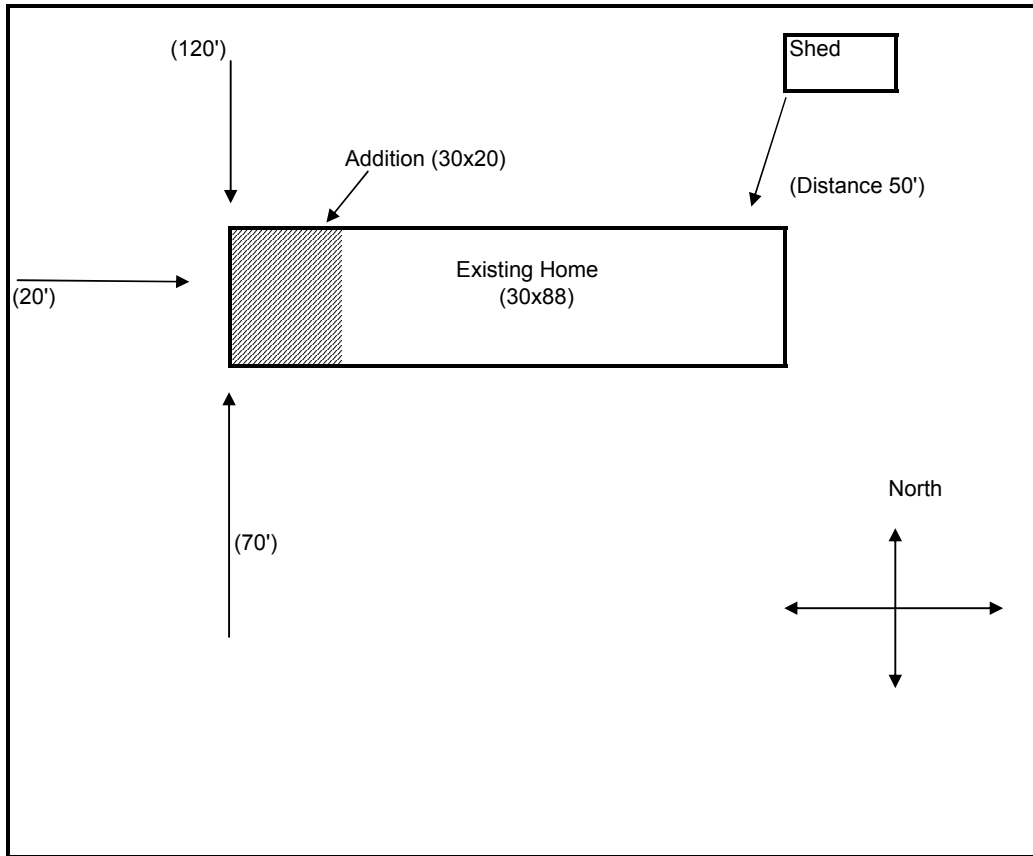 (120')
Shed
Addition (30x20)
(Distance 50')
Existing Home
(30x88)
(20')
North
(70')